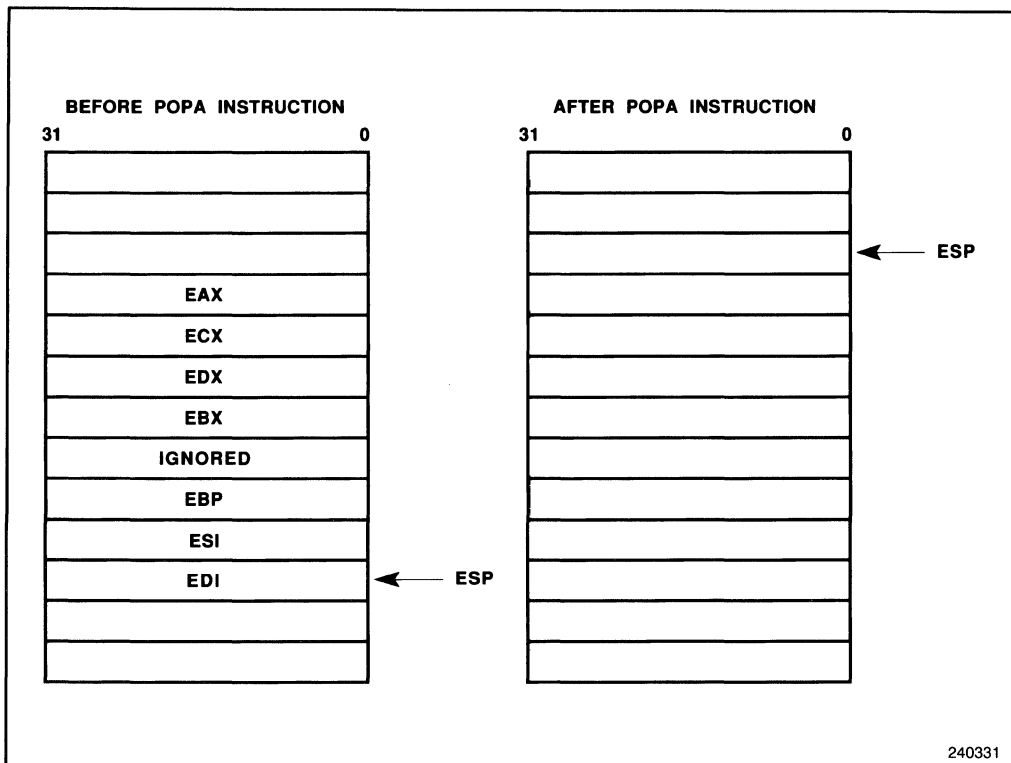 BEFORE POPA INSTRUCTION
31 0
EAX
ECX
EDX
EBX
IGNORED
EBP
ESI
EDI
ESP
AFTER POPA INSTRUCTION
31 0
ESP
240331